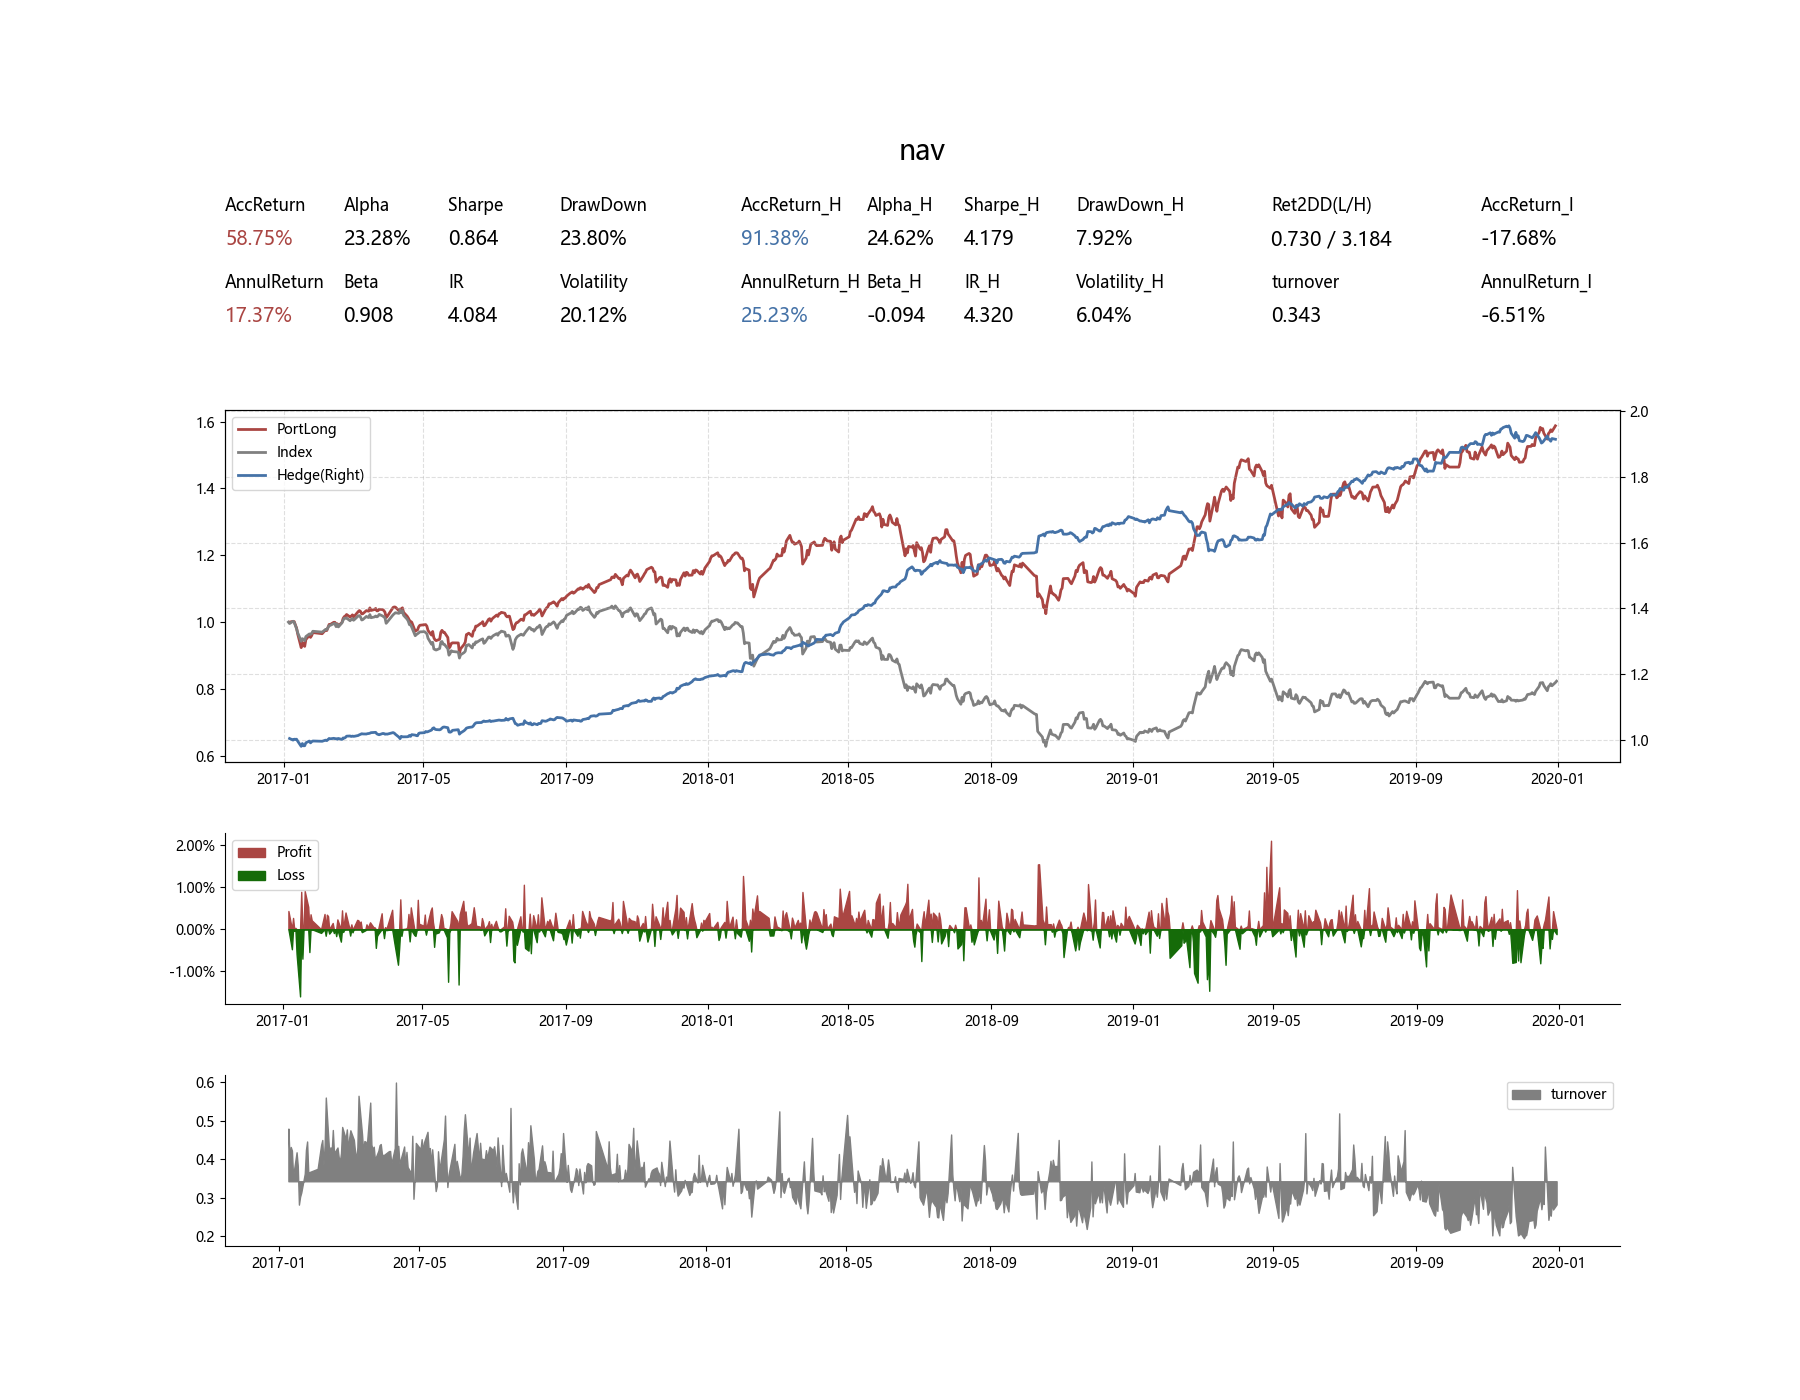 nav
AccReturn Alpha Sharpe DrawDown AccReturn_H Alpha_H Sharpe_H DrawDown_H Ret2DD(L/H) AccReturn_I
58.75% 23.28% 0.864 23.80% 91.38% 24.62% 4.179 7.92% 0.730 / 3.184 -17.68%
AnnulReturn Beta IR Volatility AnnulReturn_H Beta_H IR_H Volatility_H turnover AnnulReturn_I
17.37% 0.908 4.084 20.12% 25.23% -0.094 4.320 6.04% 0.343 -6.51%
PortLong
Index
Hedge(Right)
1.6
1.4
1.2
1.0
0.8
0.6
2.0
1.8
1.6
1.4
1.2
1.0
2017-01 2017-05 2017-09 2018-01 2018-05 2018-09 2019-01 2019-05 2019-09 2020-01
Profit
Loss
2.00%
1.00%
0.00%
-1.00%
2017-01 2017-05 2017-09 2018-01 2018-05 2018-09 2019-01 2019-05 2019-09 2020-01
turnover
0.6
0.5
0.4
0.3
0.2
2017-01 2017-05 2017-09 2018-01 2018-05 2018-09 2019-01 2019-05 2019-09 2020-01